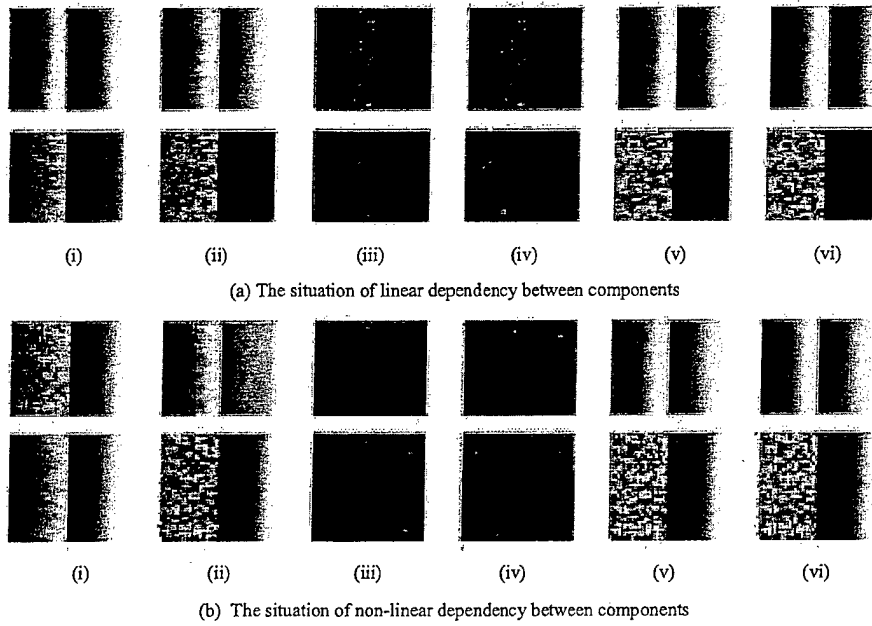 (i) (ii) (iii) (iv) (v) (vi)
(a) The situation of linear dependency between components
(i) (ii) (iii) (iv) (v) (vi)
(b) The situation of non-linear dependency between components